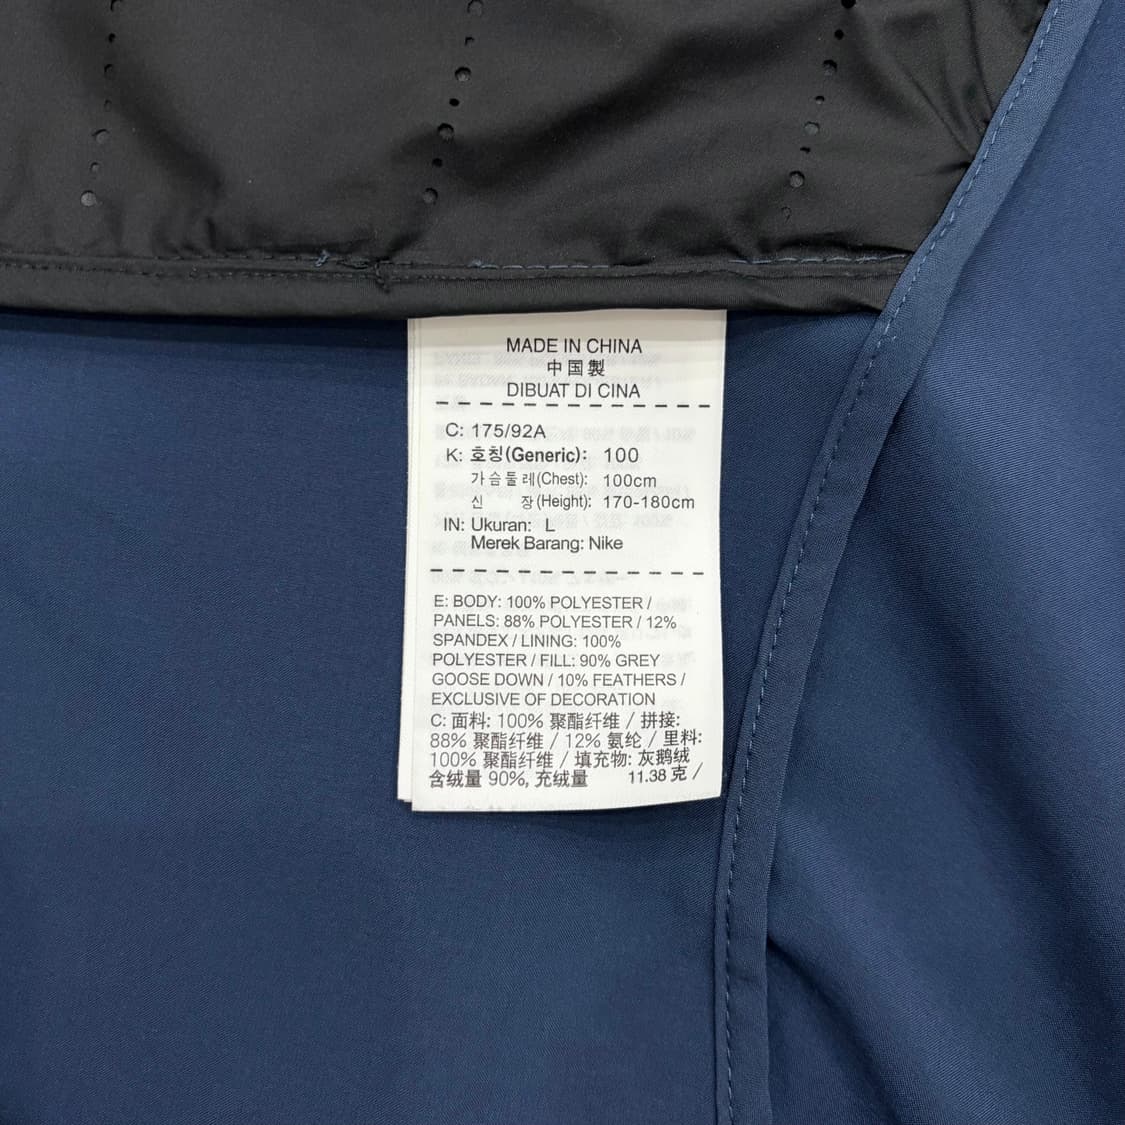 MADE IN CHINA
中国製
DIBUAT DI CINA
C: 175/92A
K: 호칭(Generic): 100
가슴둘레(Chest): 100cm
신 장(Height): 170-180cm
IN: Ukuran: L
Merek Barang: Nike
E: BODY: 100% POLYESTER /
PANELS: 88% POLYESTER / 12%
SPANDEX / LINING: 100%
POLYESTER / FILL: 90% GREY
GOOSE DOWN / 10% FEATHERS /
EXCLUSIVE OF DECORATION
C: 面料: 100% 聚酯纤维 / 拼接:
88% 聚酯纤维 / 12% 氨纶 / 里料:
100% 聚酯纤维 / 填充物: 灰鹅绒
含绒量 90%, 充绒量 11.38 克 /